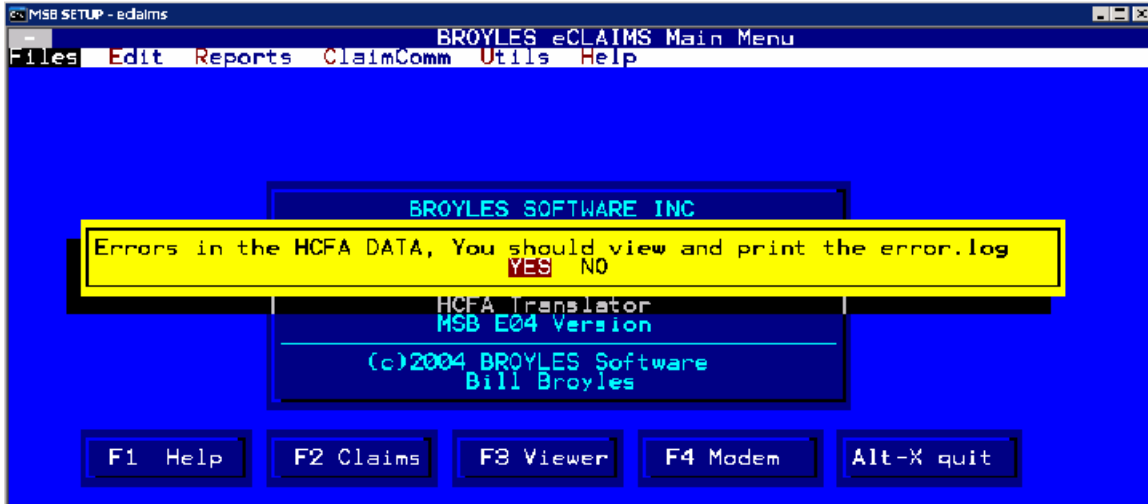 MSB SETUP - eclaims
BROYLES eCLAIMS Main Menu
Files Edit Reports ClaimComm Utils Help
BROYLES SOFTWARE INC
Errors in the HCFA DATA, You should view and print the error.log
YES NO
HCFA Translator
MSB E04 Version
(c)2004 BROYLES Software
Bill Broyles
F1 Help F2 Claims F3 Viewer F4 Modem Alt-X quit